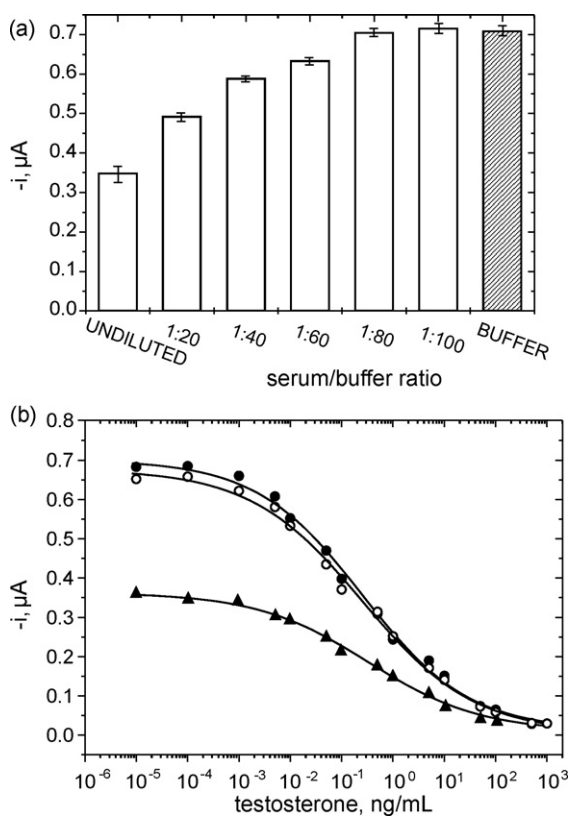 (a)
0.7
0.6
0.5
0.4
0.3
0.2
0.1
0.0
-i, µA
UNDILUTED
1:20
1:40
1:60
1:80
1:100
BUFFER
serum/buffer ratio
(b)
0.8
0.7
0.6
0.5
0.4
0.3
0.2
0.1
0.0
-i, µA
10⁻⁶ 10⁻⁵ 10⁻⁴ 10⁻³ 10⁻² 10⁻¹ 10⁰ 10¹ 10² 10³
testosterone, ng/mL